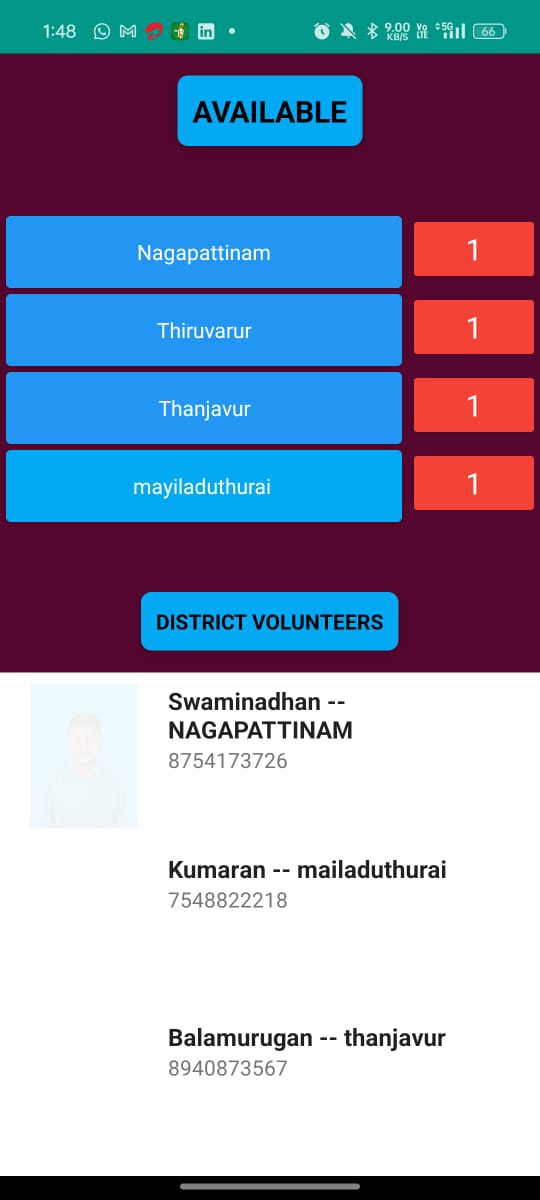 1:48 9.00 KB/S Vo LTE 5G 66
AVAILABLE
Nagapattinam 1
Thiruvarur 1
Thanjavur 1
mayiladuthurai 1
DISTRICT VOLUNTEERS
Swaminadhan --
NAGAPATTINAM
8754173726
Kumaran -- mailaduthurai
7548822218
Balamurugan -- thanjavur
8940873567